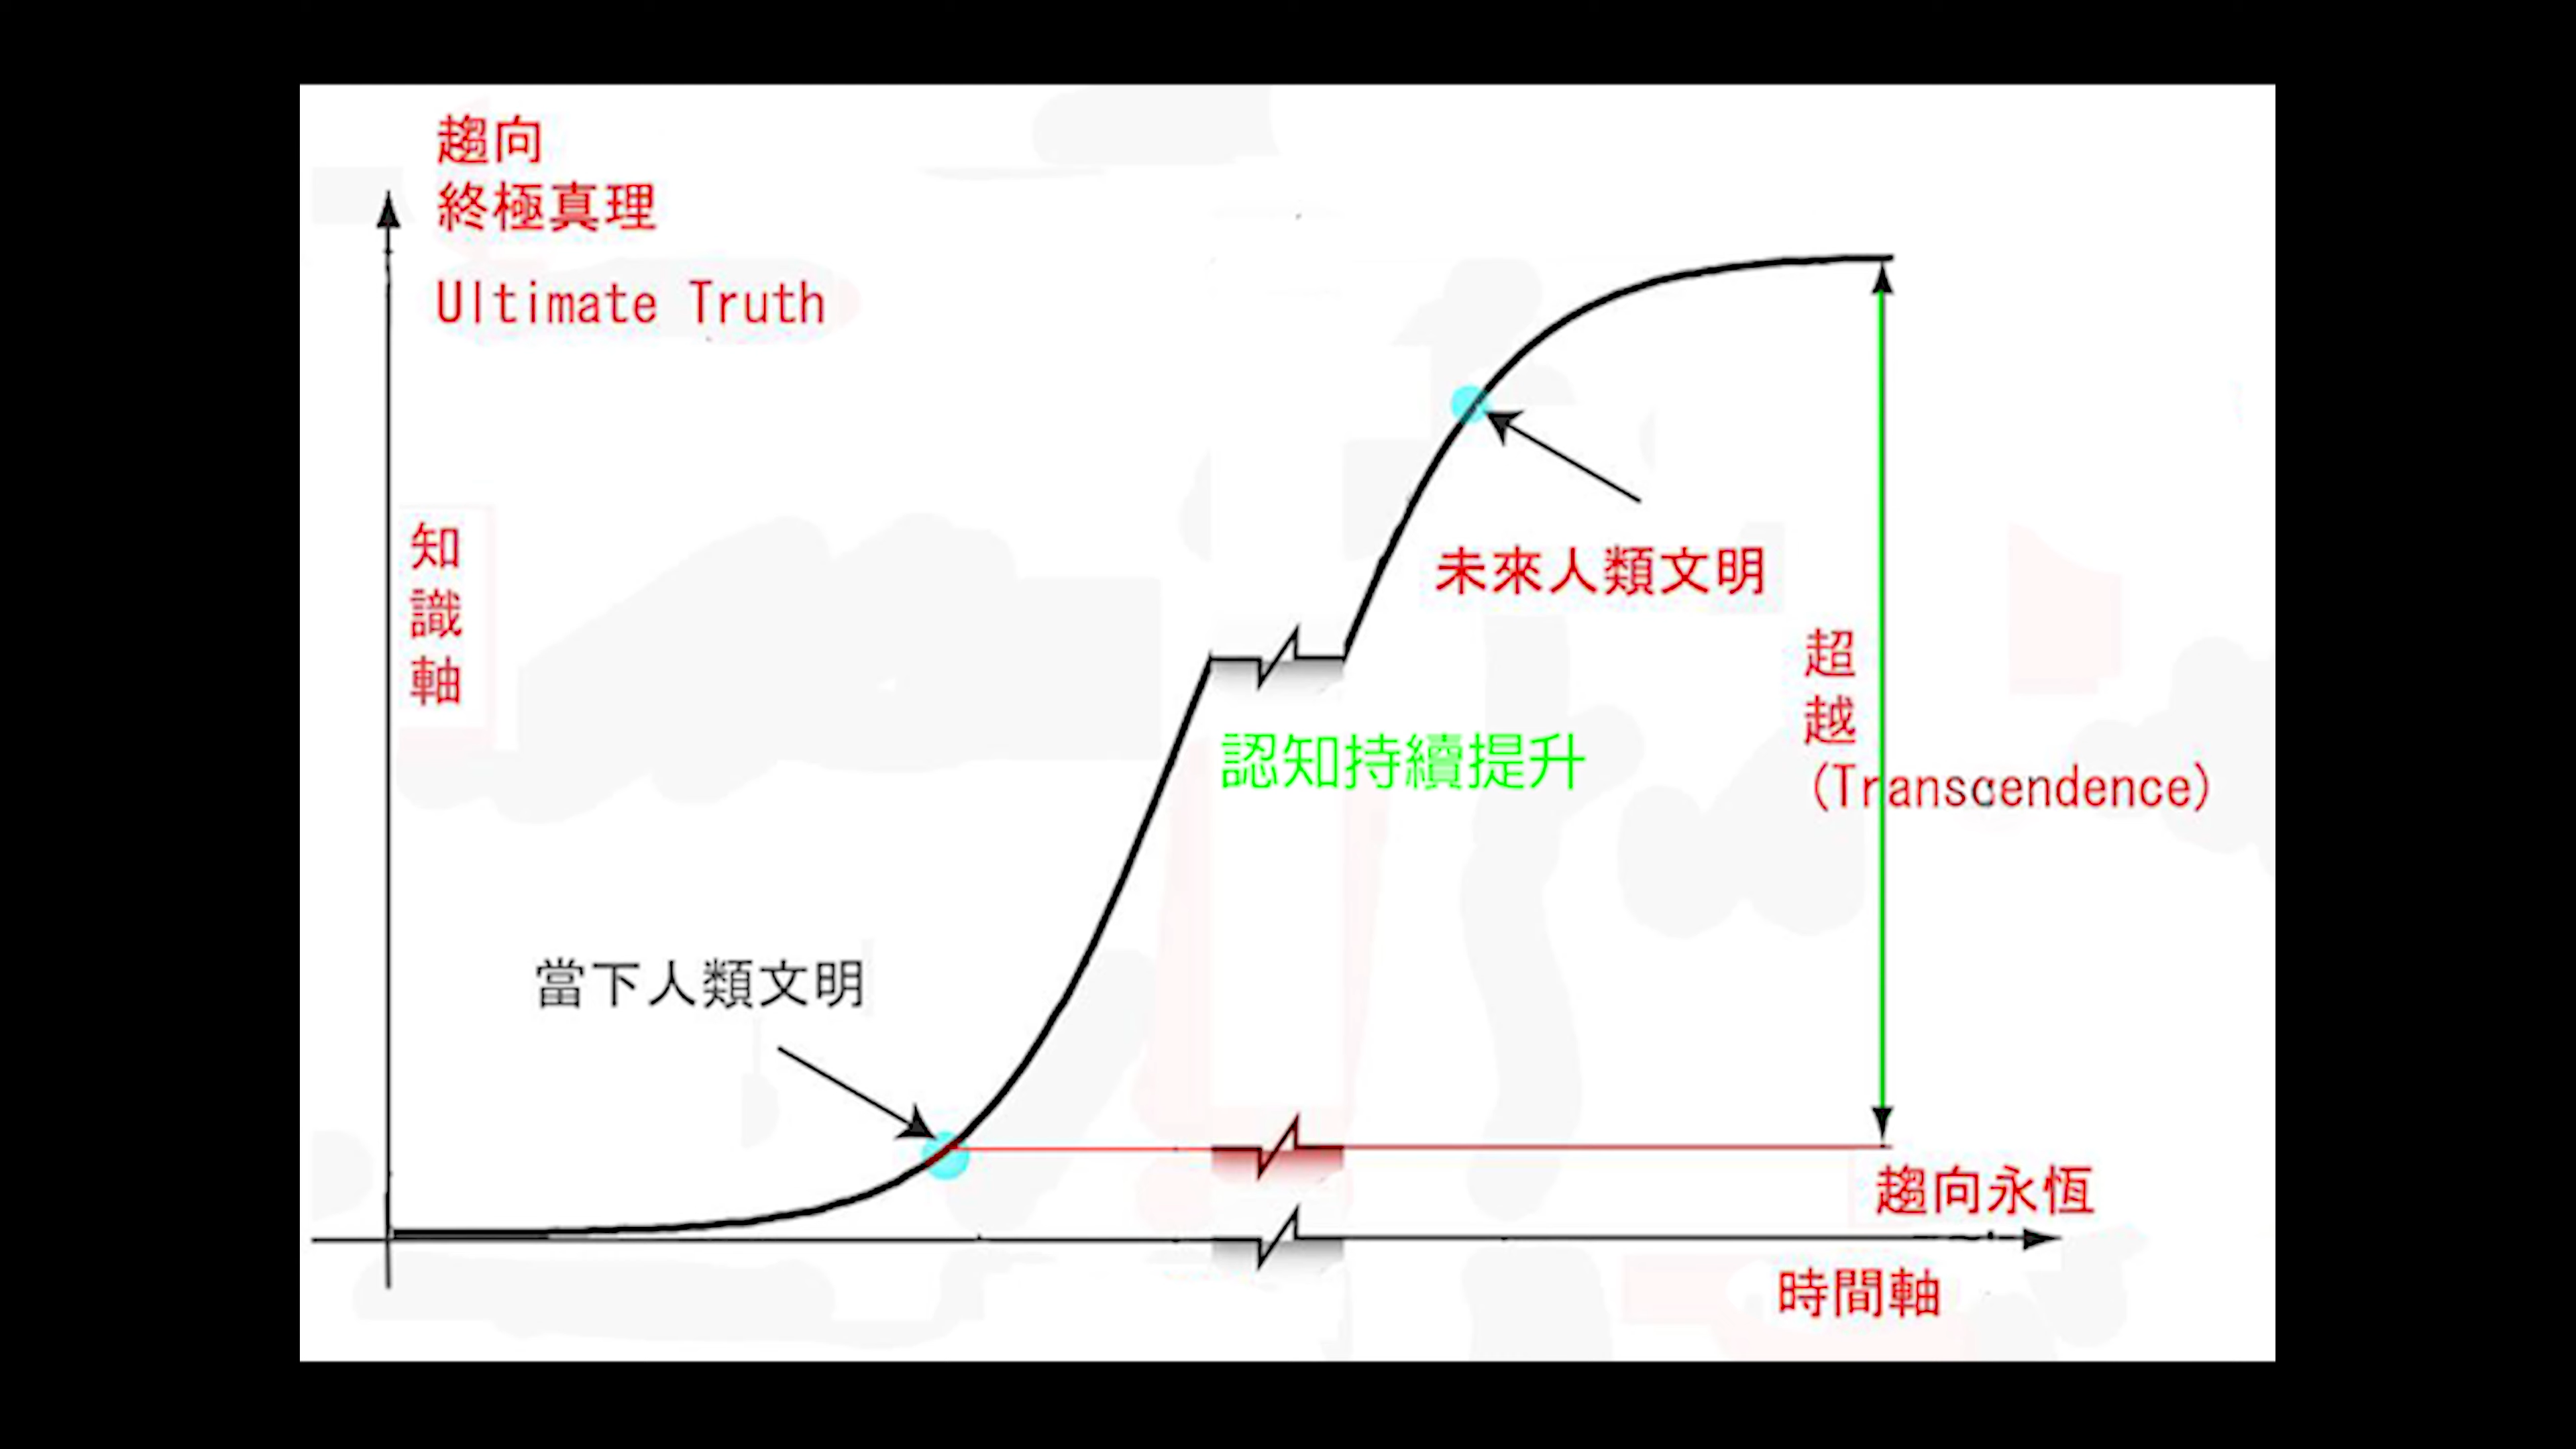 趨向
終極真理
Ultimate Truth
知
識
軸
未來人類文明
超
越
(Transcendence)
認知持續提升
當下人類文明
趨向永恆
時間軸